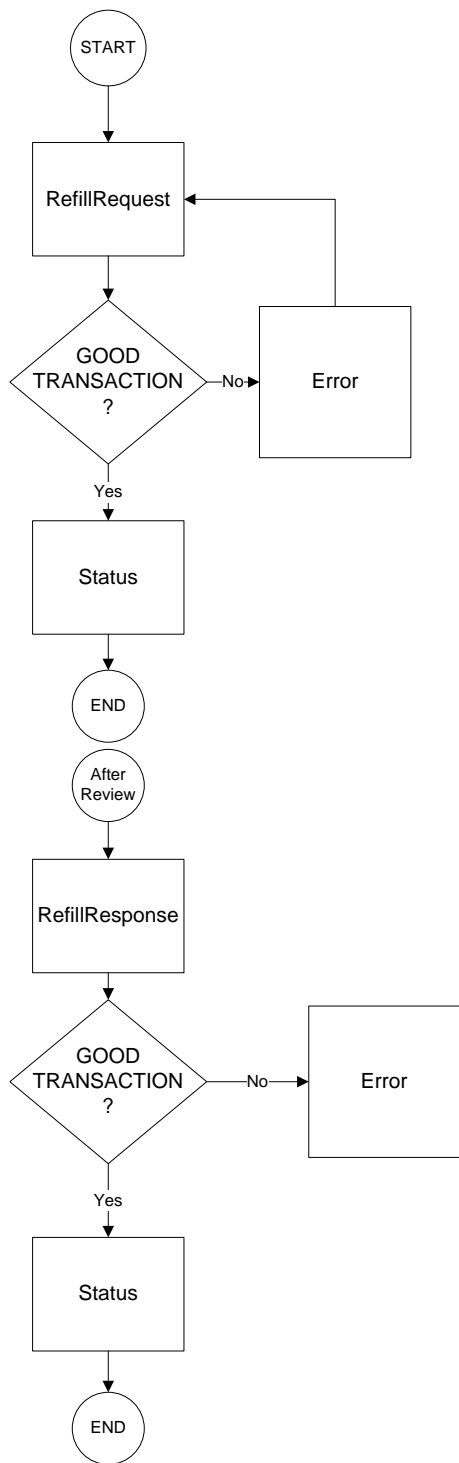 START
RefillRequest
GOOD
TRANSACTION
?
No
Error
Yes
Status
END
After
Review
RefillResponse
GOOD
TRANSACTION
?
No
Error
Yes
Status
END